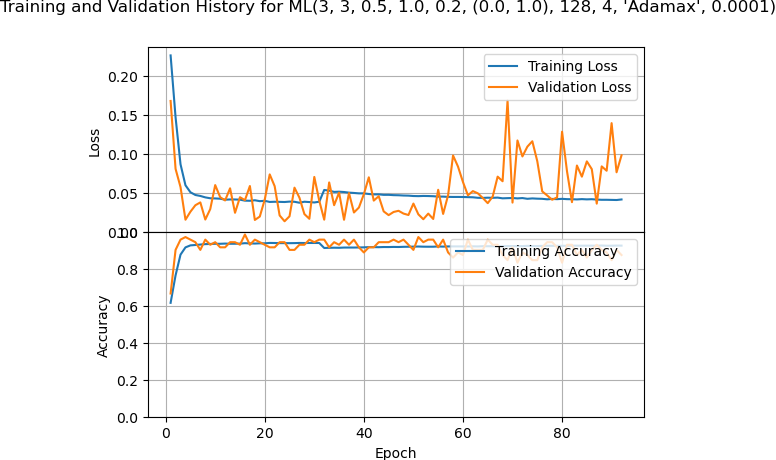 Training and Validation History for ML(3, 3, 0.5, 1.0, 0.2, (0.0, 1.0), 128, 4, 'Adamax', 0.0001)
Training Loss
Validation Loss
0.20
0.15
0.10
0.05
Loss
Training Accuracy
Validation Accuracy
0.8
0.6
0.4
0.2
0.0
Accuracy
0
20
40
60
80
Epoch